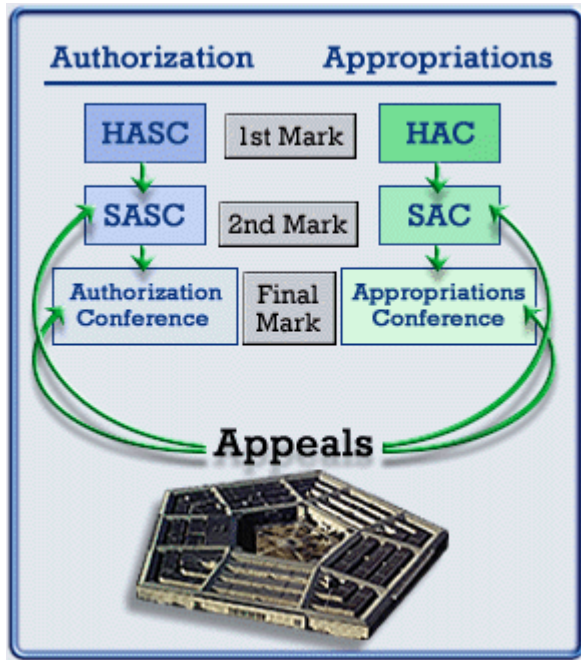 Authorization Appropriations
HASC 1st Mark HAC
SASC 2nd Mark SAC
Authorization Final Appropriations
Conference Mark Conference
Appeals